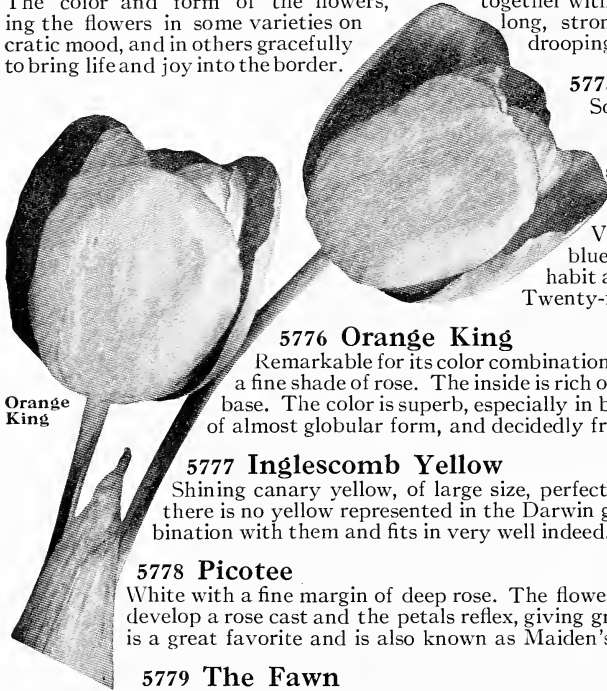 The color and form of the flowers,
ing the flowers in some varieties on
cratic mood, and in others gracefully
to bring life and joy into the border.
together with
long, stron
drooping
577
So
V
blue
habit a
Twenty-
5776 Orange King
Remarkable for its color combination
a fine shade of rose. The inside is rich o
base. The color is superb, especially in b
of almost globular form, and decidedly fr
Orange
King
5777 Inglescomb Yellow
Shining canary yellow, of large size, perfect
there is no yellow represented in the Darwin g
bination with them and fits in very well indeed.
5778 Picotee
White with a fine margin of deep rose. The flowe
develop a rose cast and the petals reflex, giving gr
is a great favorite and is also known as Maiden's
5779 The Fawn